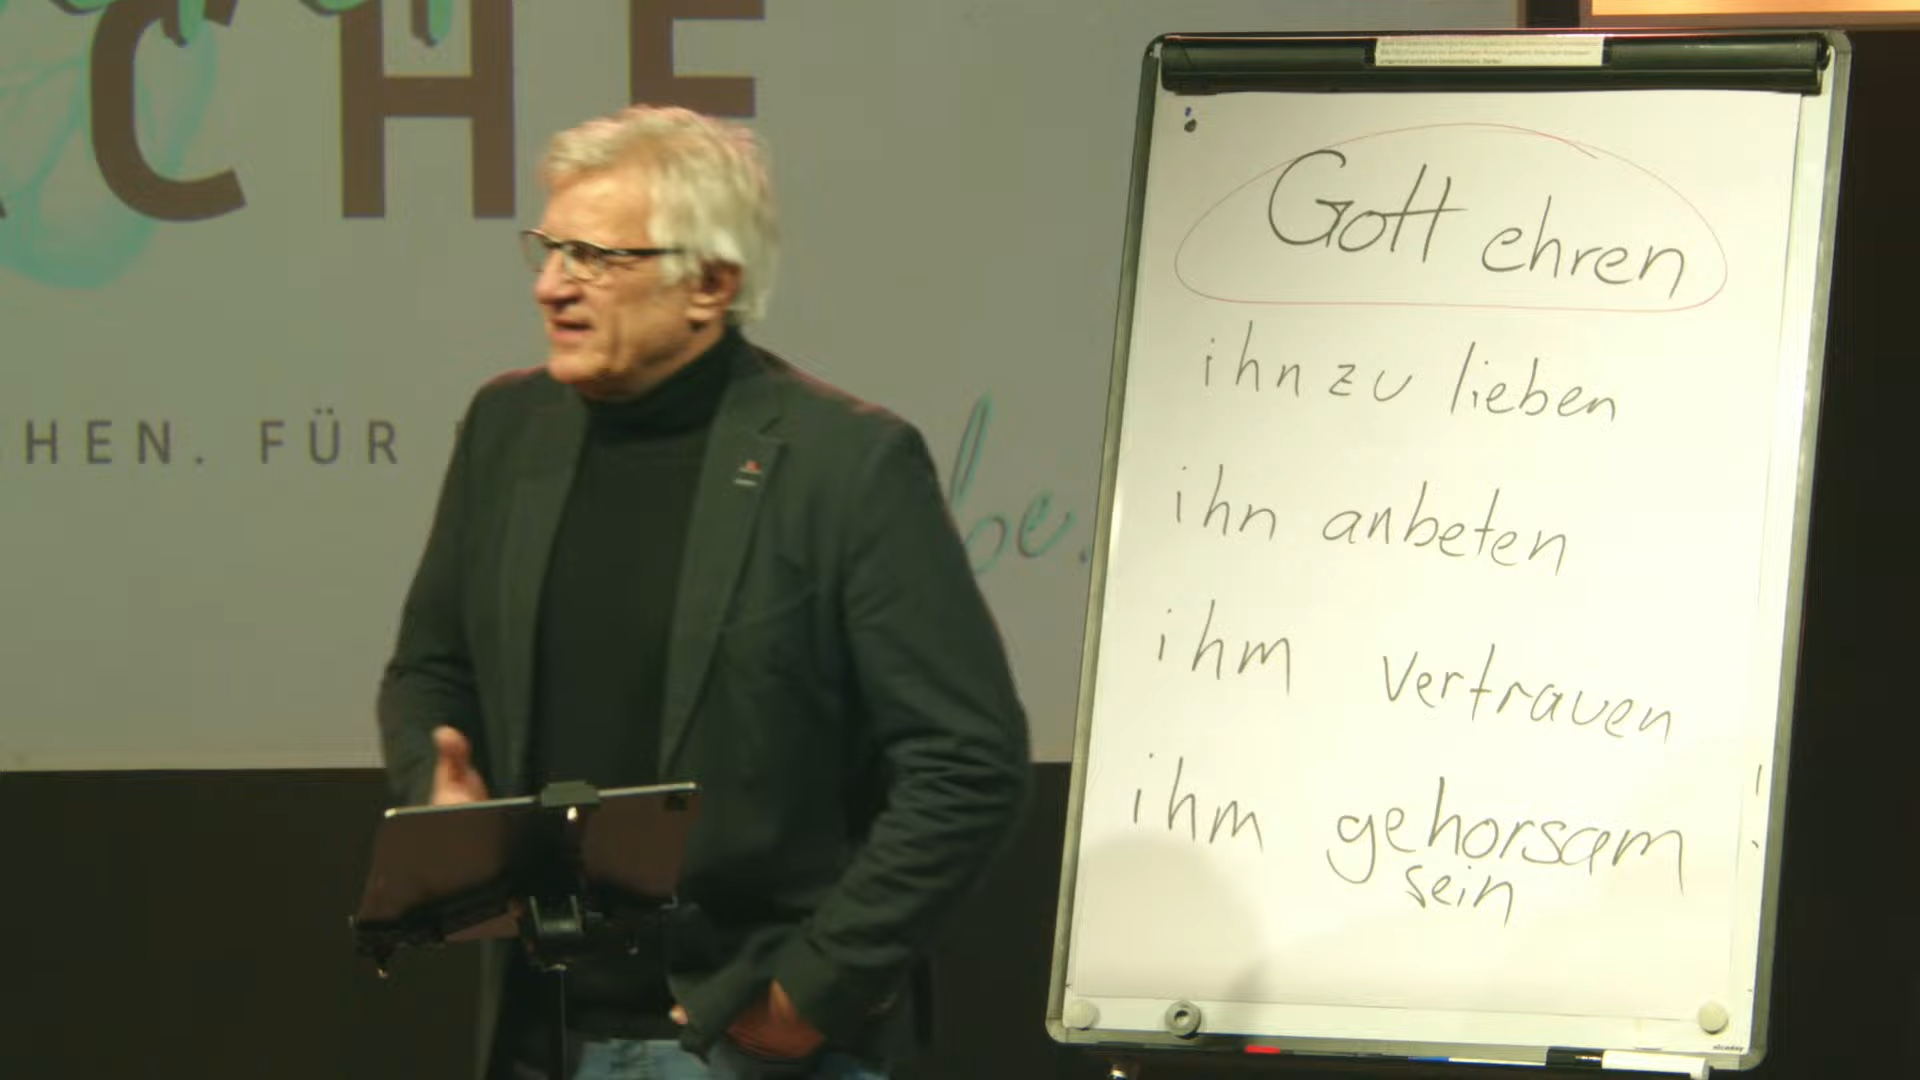 CHE
HEN. FÜR
be.
Gott ehren
ihn zu lieben
ihn anbeten
ihm vertrauen
ihm gehorsam
sein